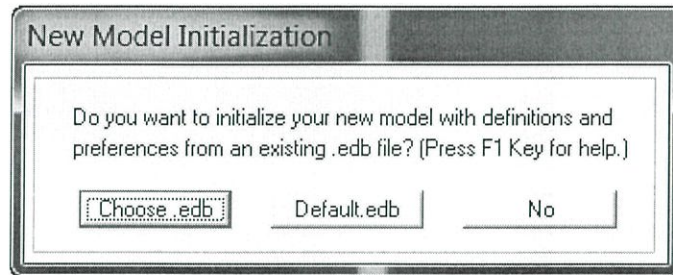 New Model Initialization
Do you want to initialize your new model with definitions and
preferences from an existing .edb file? (Press F1 Key for help.)
Choose .edb
Default.edb
No